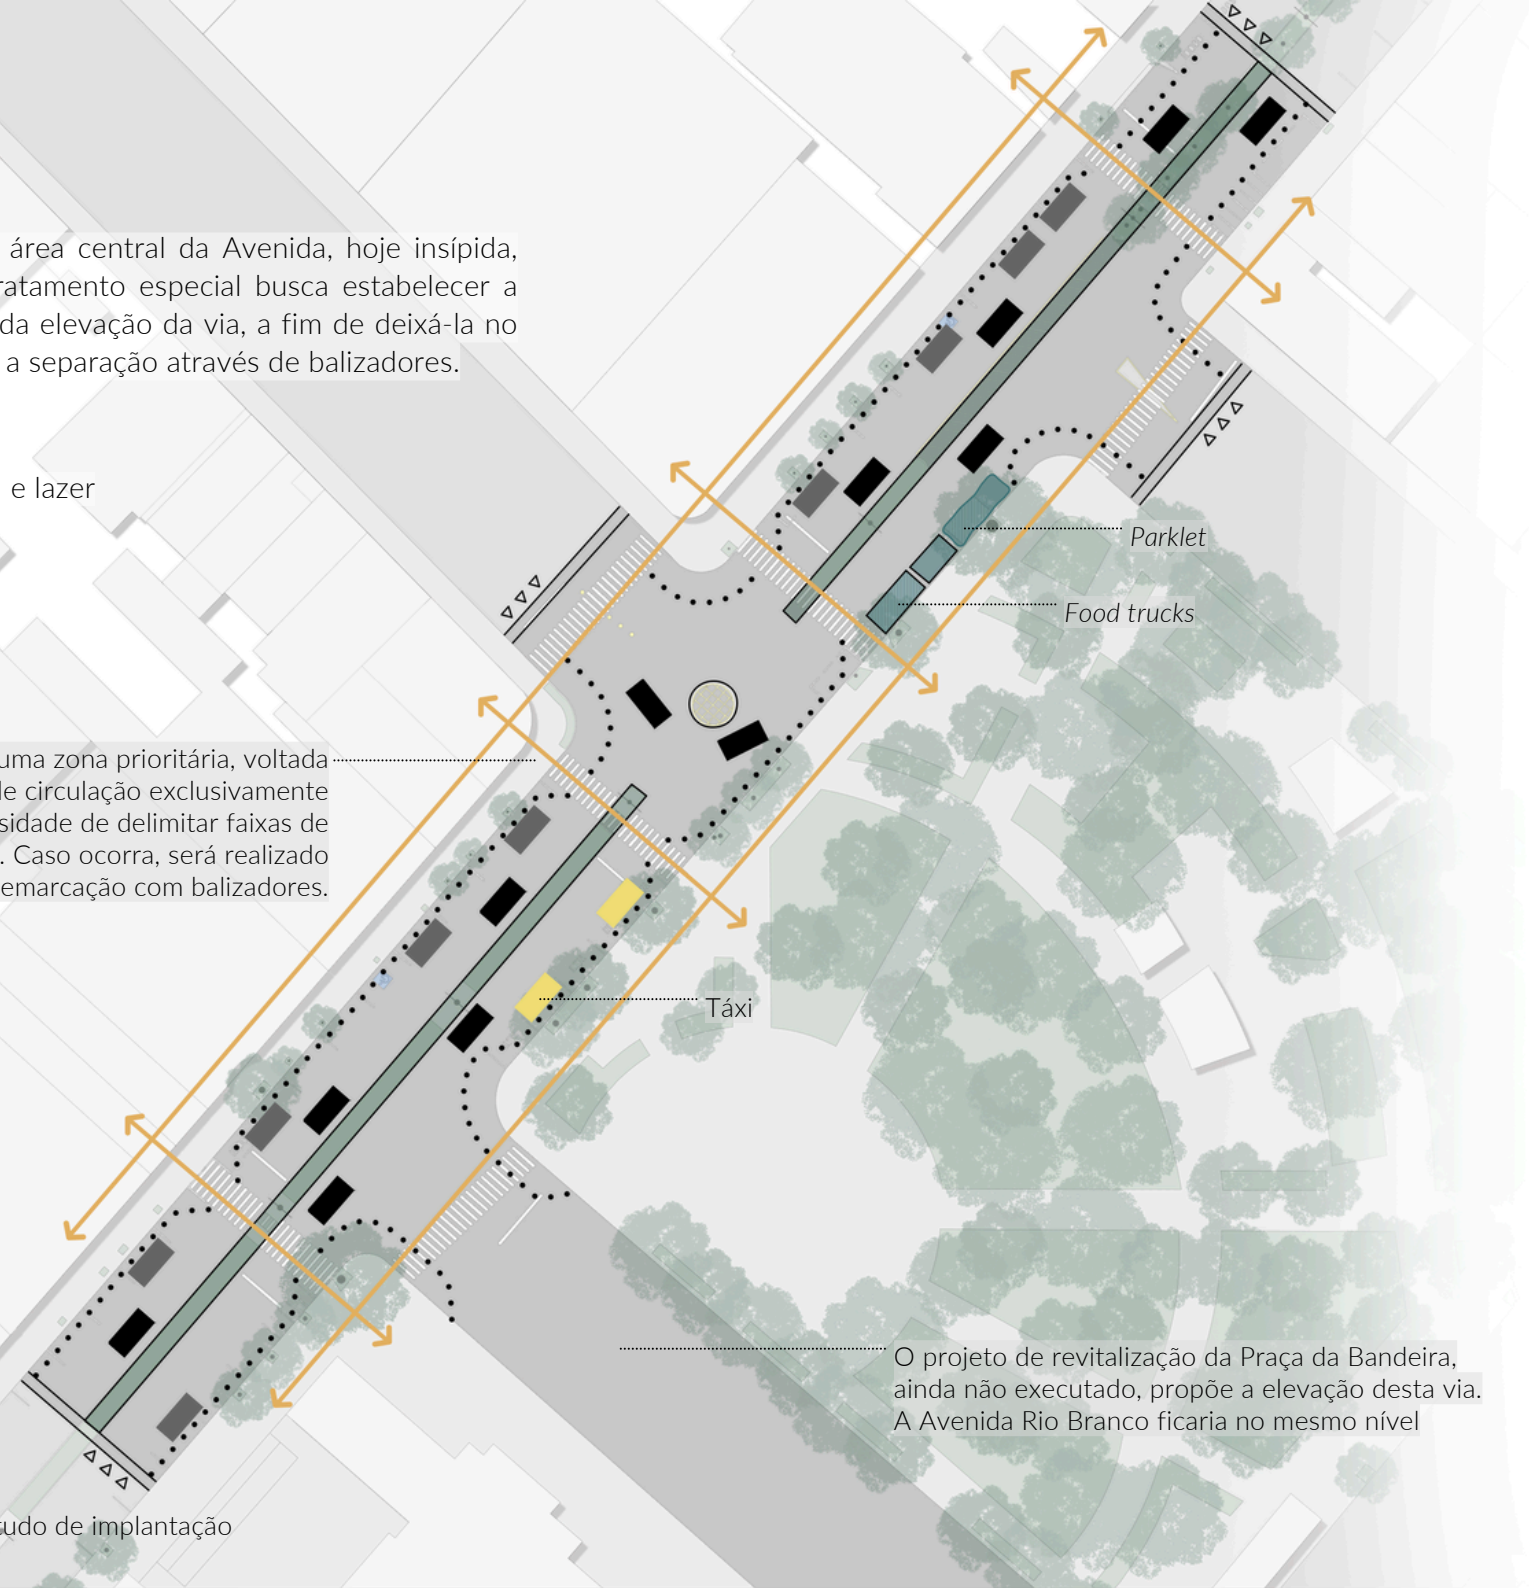 área central da Avenida, hoje insípida,
tratamento especial busca estabelecer a
da elevação da via, a fim de deixá-la no
a separação através de balizadores.
e lazer
Parklet
Food trucks
uma zona prioritária, voltada
de circulação exclusivamente
sidade de delimitar faixas de
. Caso ocorra, será realizado
emarcação com balizadores.
Táxi
O projeto de revitalização da Praça da Bandeira,
ainda não executado, propõe a elevação desta via.
A Avenida Rio Branco ficaria no mesmo nível
tudo de implantação